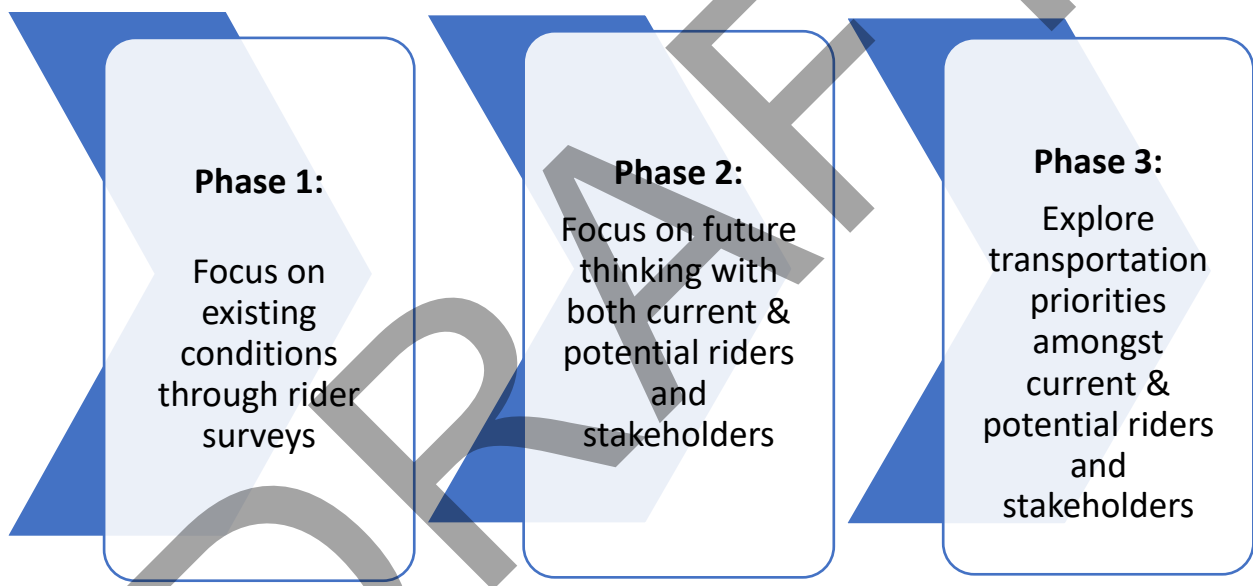 Phase 1:
Focus on
existing
conditions
through rider
surveys
Phase 2:
Focus on future
thinking with
both current &
potential riders
and
stakeholders
Phase 3:
Explore
transportation
priorities
amongst
current &
potential riders
and
stakeholders
DRAFT